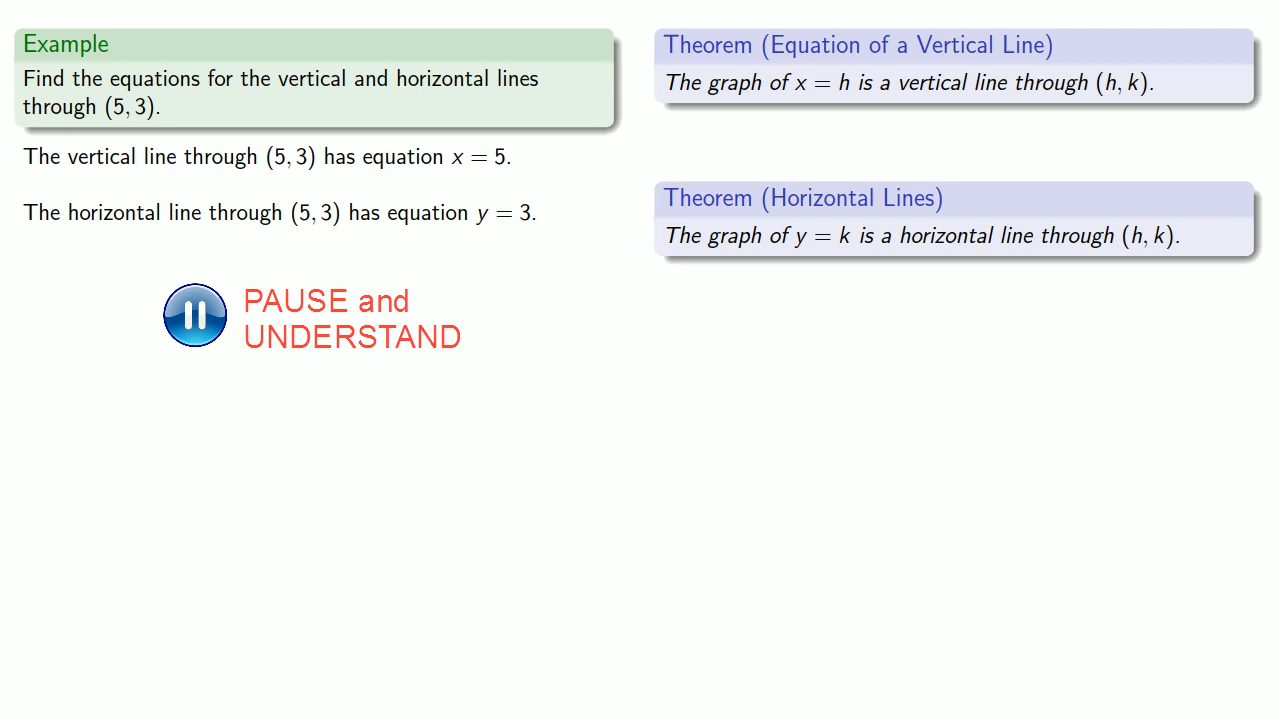 Example
Find the equations for the vertical and horizontal lines
through (5, 3).
The vertical line through (5, 3) has equation x = 5.
The horizontal line through (5, 3) has equation y = 3.
PAUSE and
UNDERSTAND
Theorem (Equation of a Vertical Line)
The graph of x = h is a vertical line through (h, k).
Theorem (Horizontal Lines)
The graph of y = k is a horizontal line through (h, k).